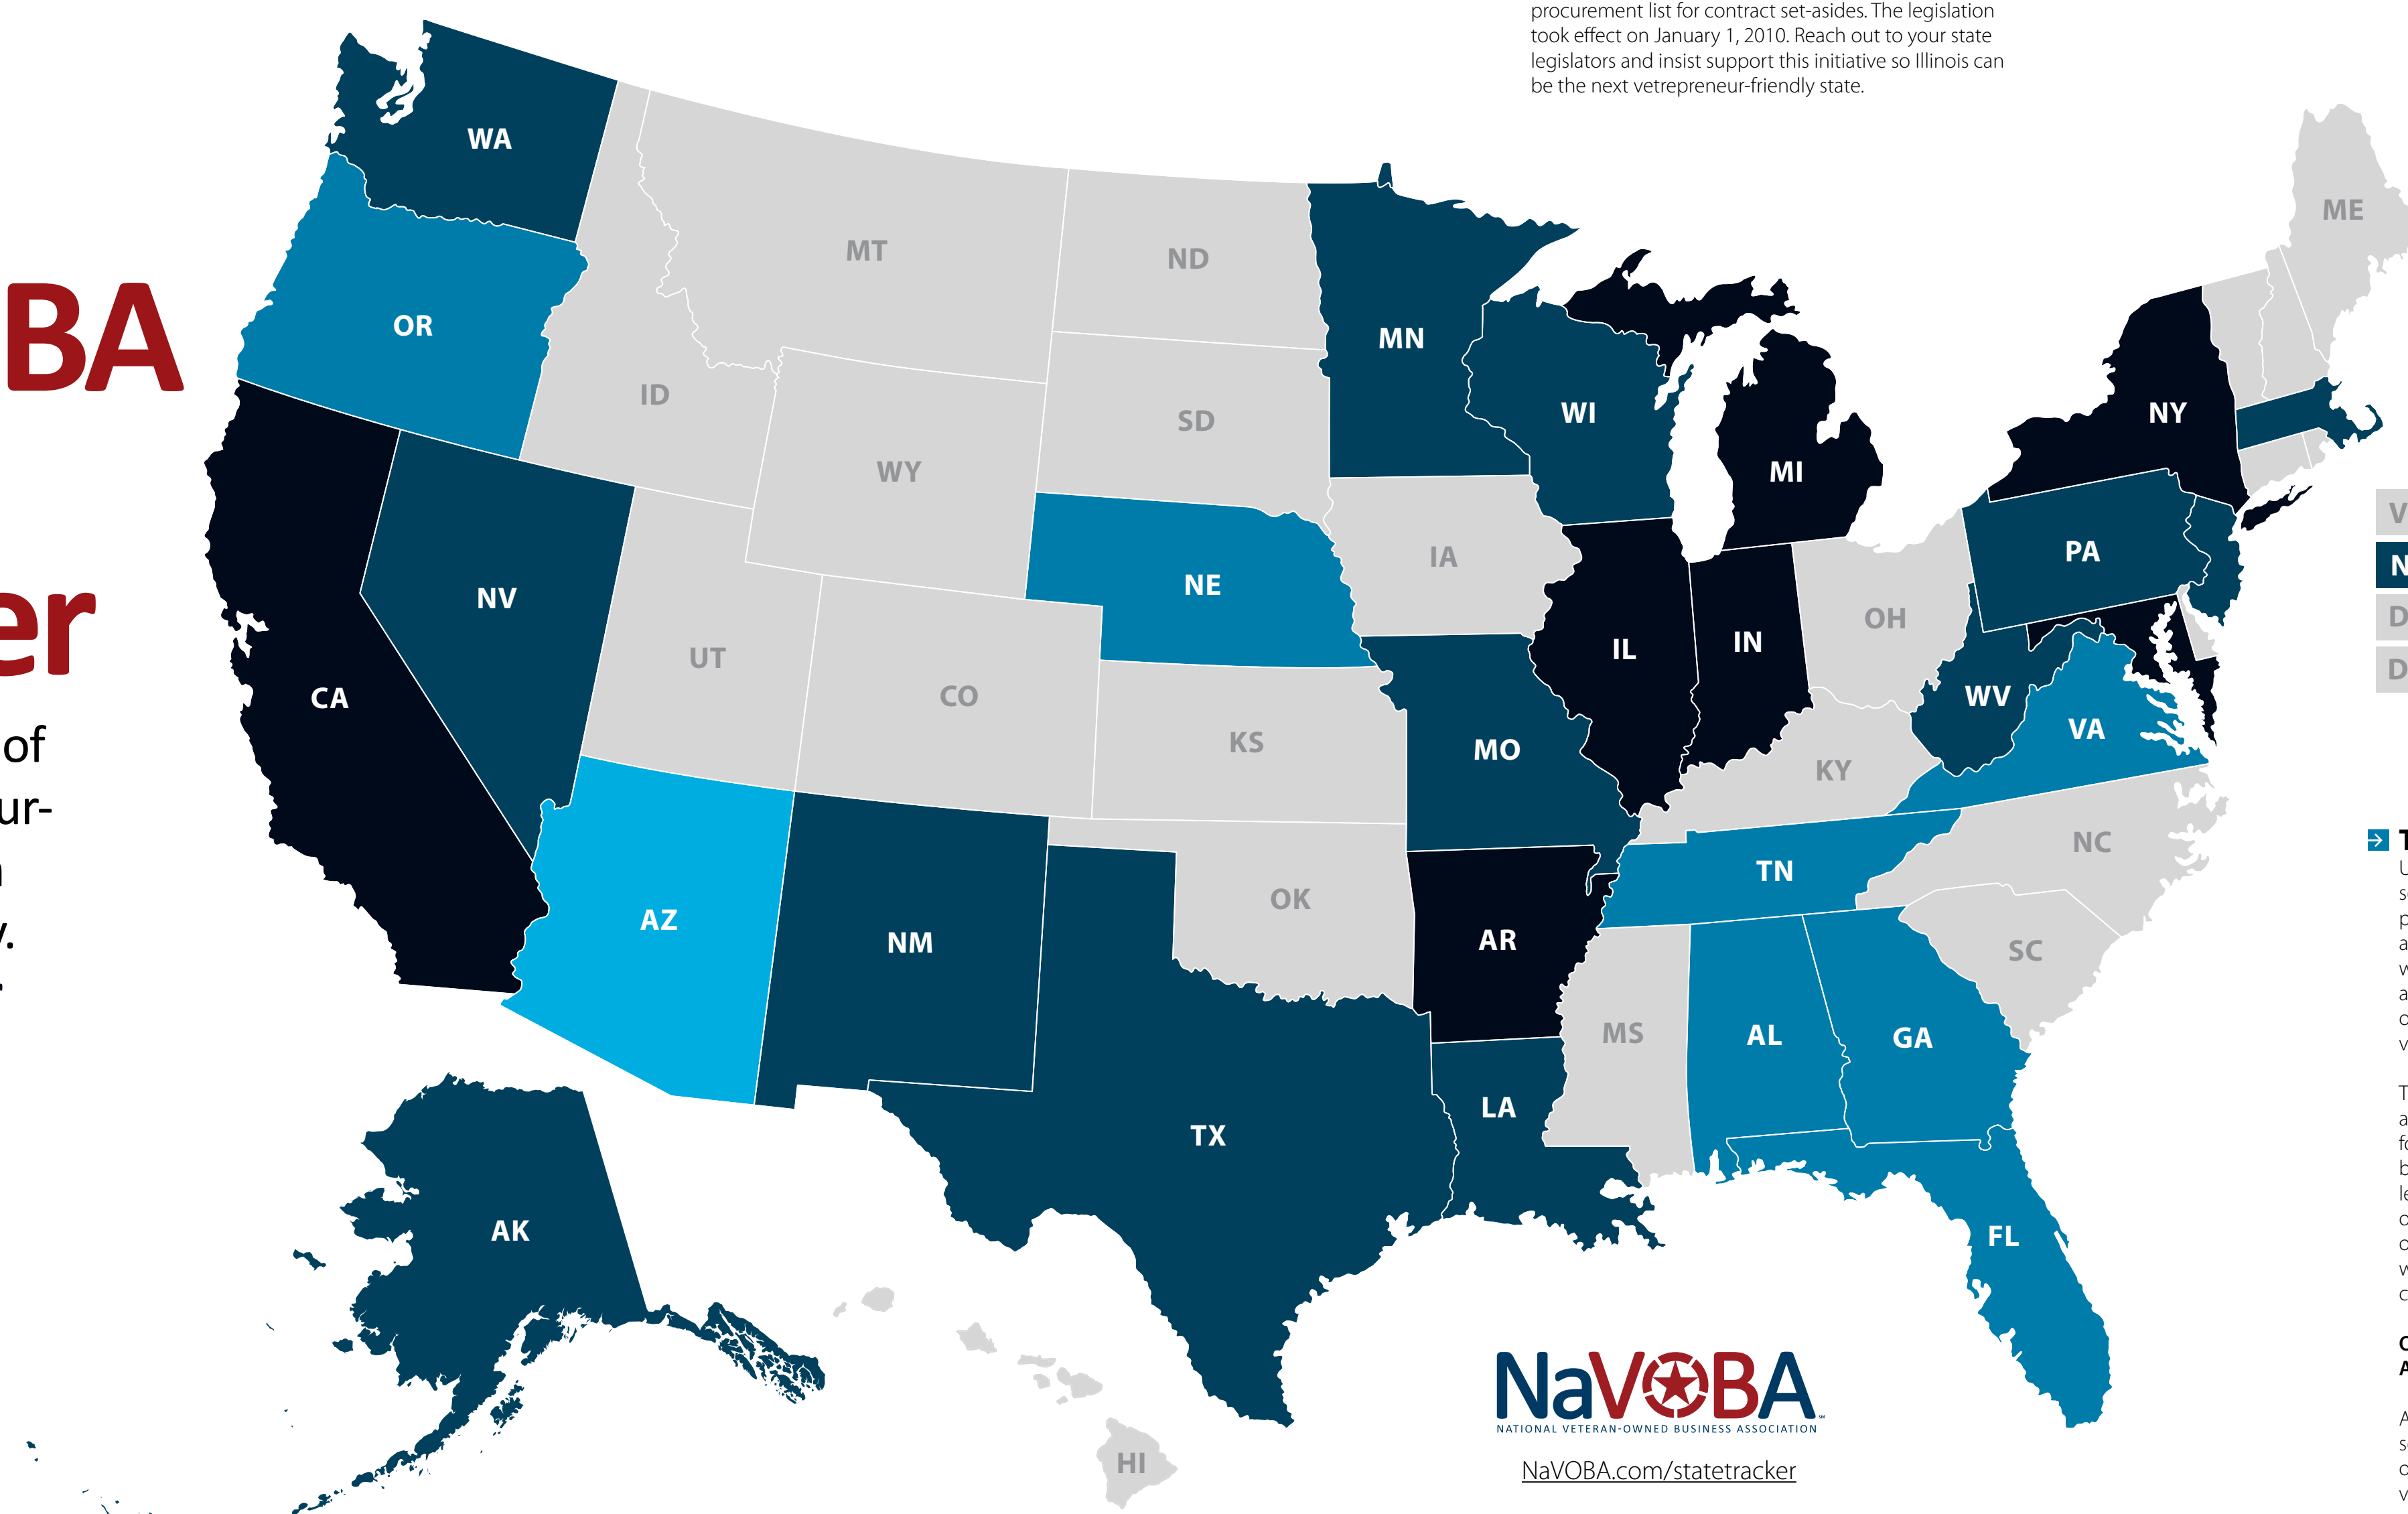 procurement list for contract set-asides. The legislation
took effect on January 1, 2010. Reach out to your state
legislators and insist support this initiative so Illinois can
be the next vetrepreneur-friendly state.
BA
er
of
ur-
WA
OR
CA
NV
ID
MT
WY
UT
AZ
CO
NM
ND
SD
NE
KS
OK
TX
MN
IA
MO
AR
LA
WI
IL
MI
IN
OH
KY
TN
MS
AL
GA
FL
SC
NC
VA
WV
PA
NY
ME
AK
HI
NaVOBA
NATIONAL VETERAN-OWNED BUSINESS ASSOCIATION
NaVOBA.com/statetracker